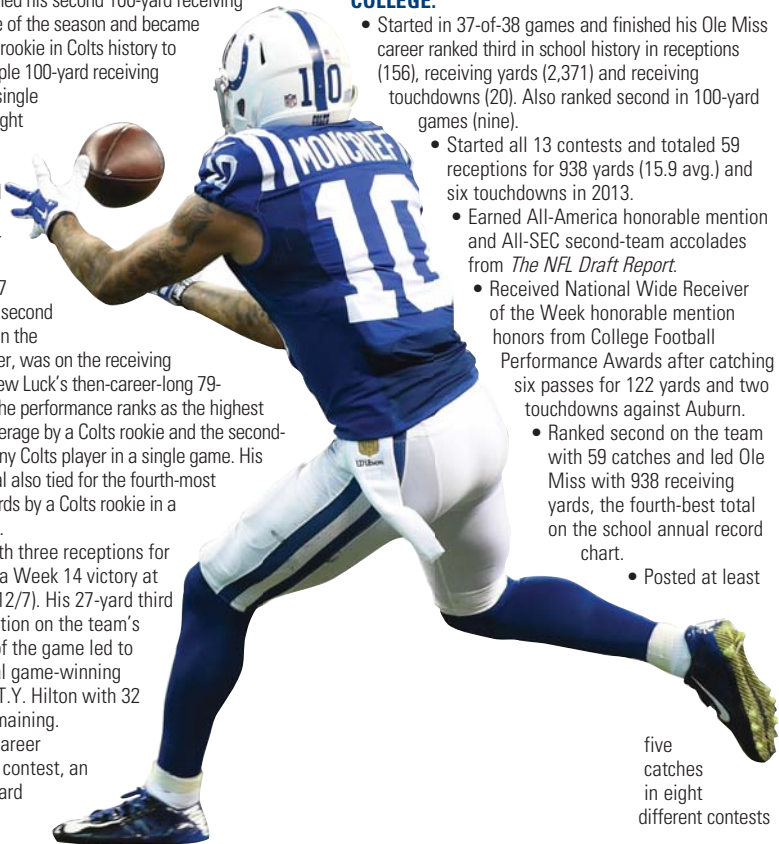 ned his second 100-yard receiving
e of the season and became
rookie in Colts history to
ple 100-yard receiving
single
ght
7
second
n the
er, was on the receiving
ew Luck's then-career-long 79-
he performance ranks as the highest
erage by a Colts rookie and the second-
ny Colts player in a single game. His
al also tied for the fourth-most
rds by a Colts rookie in a
th three receptions for
a Week 14 victory at
12/7). His 27-yard third
tion on the team's
of the game led to
al game-winning
T.Y. Hilton with 32
maining.
areer
contest, an
ard
COLLEGE:
• Started in 37-of-38 games and finished his Ole Miss
career ranked third in school history in receptions
(156), receiving yards (2,371) and receiving
touchdowns (20). Also ranked second in 100-yard
games (nine).
• Started all 13 contests and totaled 59
receptions for 938 yards (15.9 avg.) and
six touchdowns in 2013.
• Earned All-America honorable mention
and All-SEC second-team accolades
from The NFL Draft Report.
• Received National Wide Receiver
of the Week honorable mention
honors from College Football
Performance Awards after catching
six passes for 122 yards and two
touchdowns against Auburn.
• Ranked second on the team
with 59 catches and led Ole
Miss with 938 receiving
yards, the fourth-best total
on the school annual record
chart.
• Posted at least
five
catches
in eight
different contests
10
COLTS
MONCRIEF
10
10
Wilson